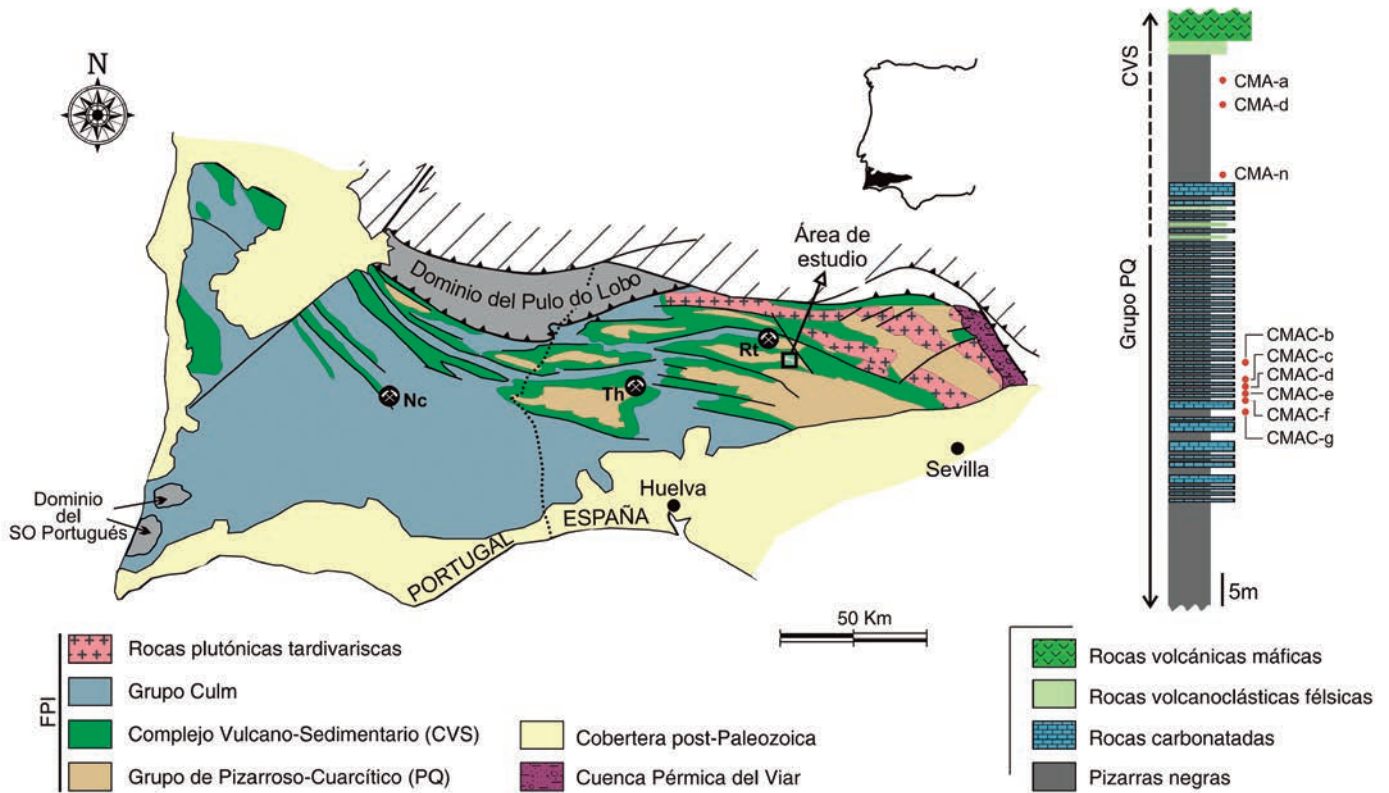 N
Dominio del Pulo do Lobo
Área de
estudio
Rt
Th
Nc
Sevilla
Huelva
ESPAÑA
PORTUGAL
Dominio
del
SO Portugués
50 Km
FPI
Rocas plutónicas tardivariscas
Grupo Culm
Complejo Vulcano-Sedimentario (CVS)
Grupo de Pizarroso-Cuarcítico (PQ)
Cobertera post-Paleozoica
Cuenca Pérmica del Viar
CVS
Grupo PQ
CMA-a
CMA-d
CMA-n
CMAC-b
CMAC-c
CMAC-d
CMAC-e
CMAC-f
CMAC-g
5m
Rocas volcánicas máficas
Rocas volcanoclásticas félsicas
Rocas carbonatadas
Pizarras negras